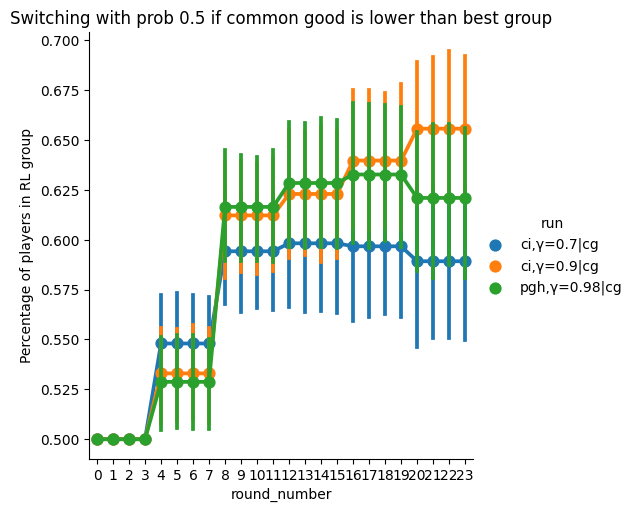 Switching with prob 0.5 if common good is lower than best group
0.700
0.675
0.650
0.625
0.600
0.575
0.550
0.525
0.500
Percentage of players in RL group
0 1 2 3 4 5 6 7 8 9 10 11 12 13 14 15 16 17 18 19 20 21 22 23
round_number
run
ci,γ=0.7|cg
ci,γ=0.9|cg
pgh,γ=0.98|cg